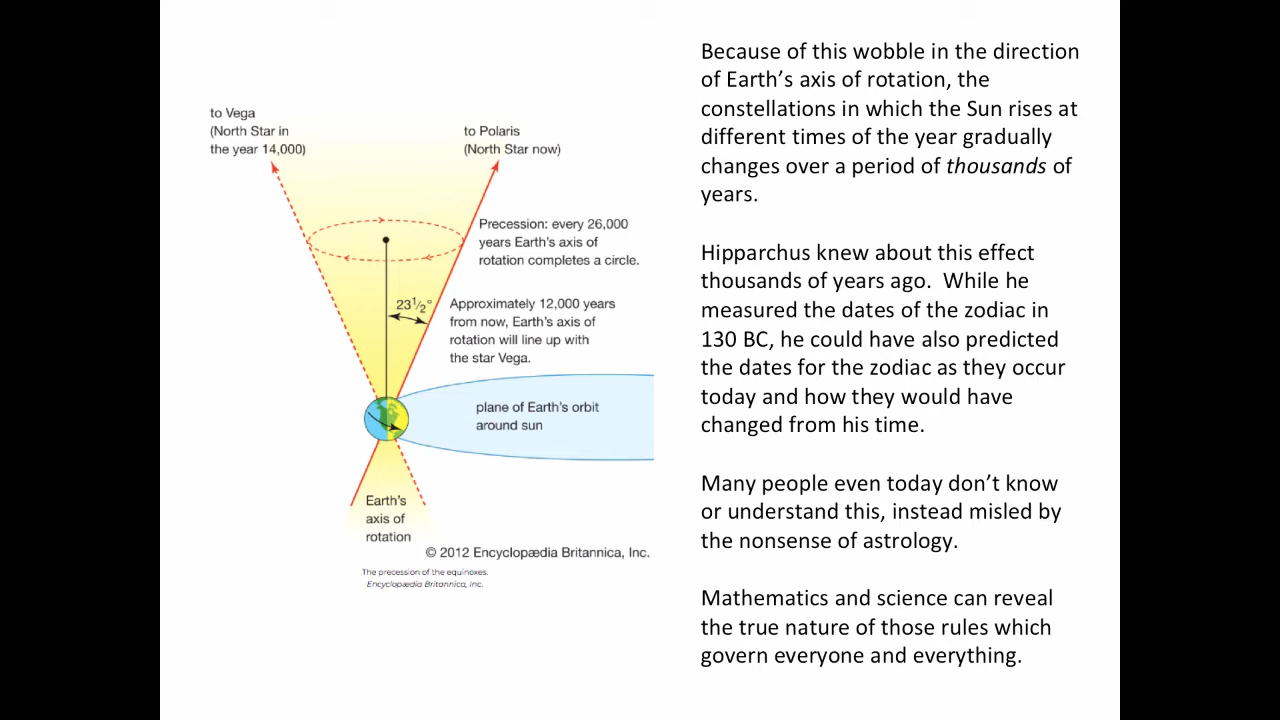 to Vega
(North Star in
the year 14,000)
to Polaris
(North Star now)
Precession: every 26,000
years Earth's axis of
rotation completes a circle.
23½°
Approximately 12,000 years
from now, Earth's axis of
rotation will line up with
the star Vega.
plane of Earth's orbit
around sun
Earth's
axis of
rotation
© 2012 Encyclopædia Britannica, Inc.
The precession of the equinoxes.
Encyclopædia Britannica, Inc.
Because of this wobble in the direction
of Earth’s axis of rotation, the
constellations in which the Sun rises at
different times of the year gradually
changes over a period of thousands of
years.
Hipparchus knew about this effect
thousands of years ago.  While he
measured the dates of the zodiac in
130 BC, he could have also predicted
the dates for the zodiac as they occur
today and how they would have
changed from his time.
Many people even today don’t know
or understand this, instead misled by
the nonsense of astrology.
Mathematics and science can reveal
the true nature of those rules which
govern everyone and everything.